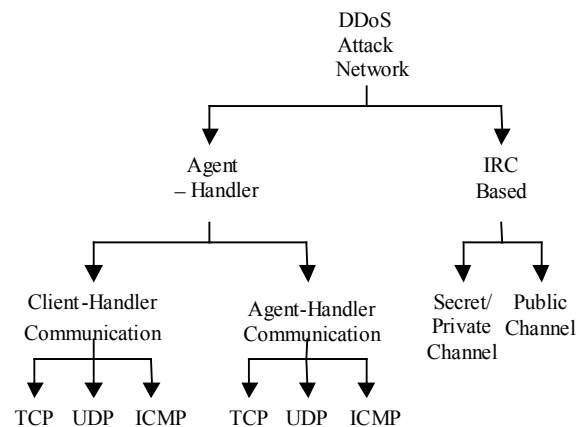 DDoS
Attack
Network
Agent
– Handler
IRC
Based
Client-Handler
Communication
Agent-Handler
Communication
Secret/
Private
Channel
Public
Channel
TCP UDP ICMP
TCP UDP ICMP